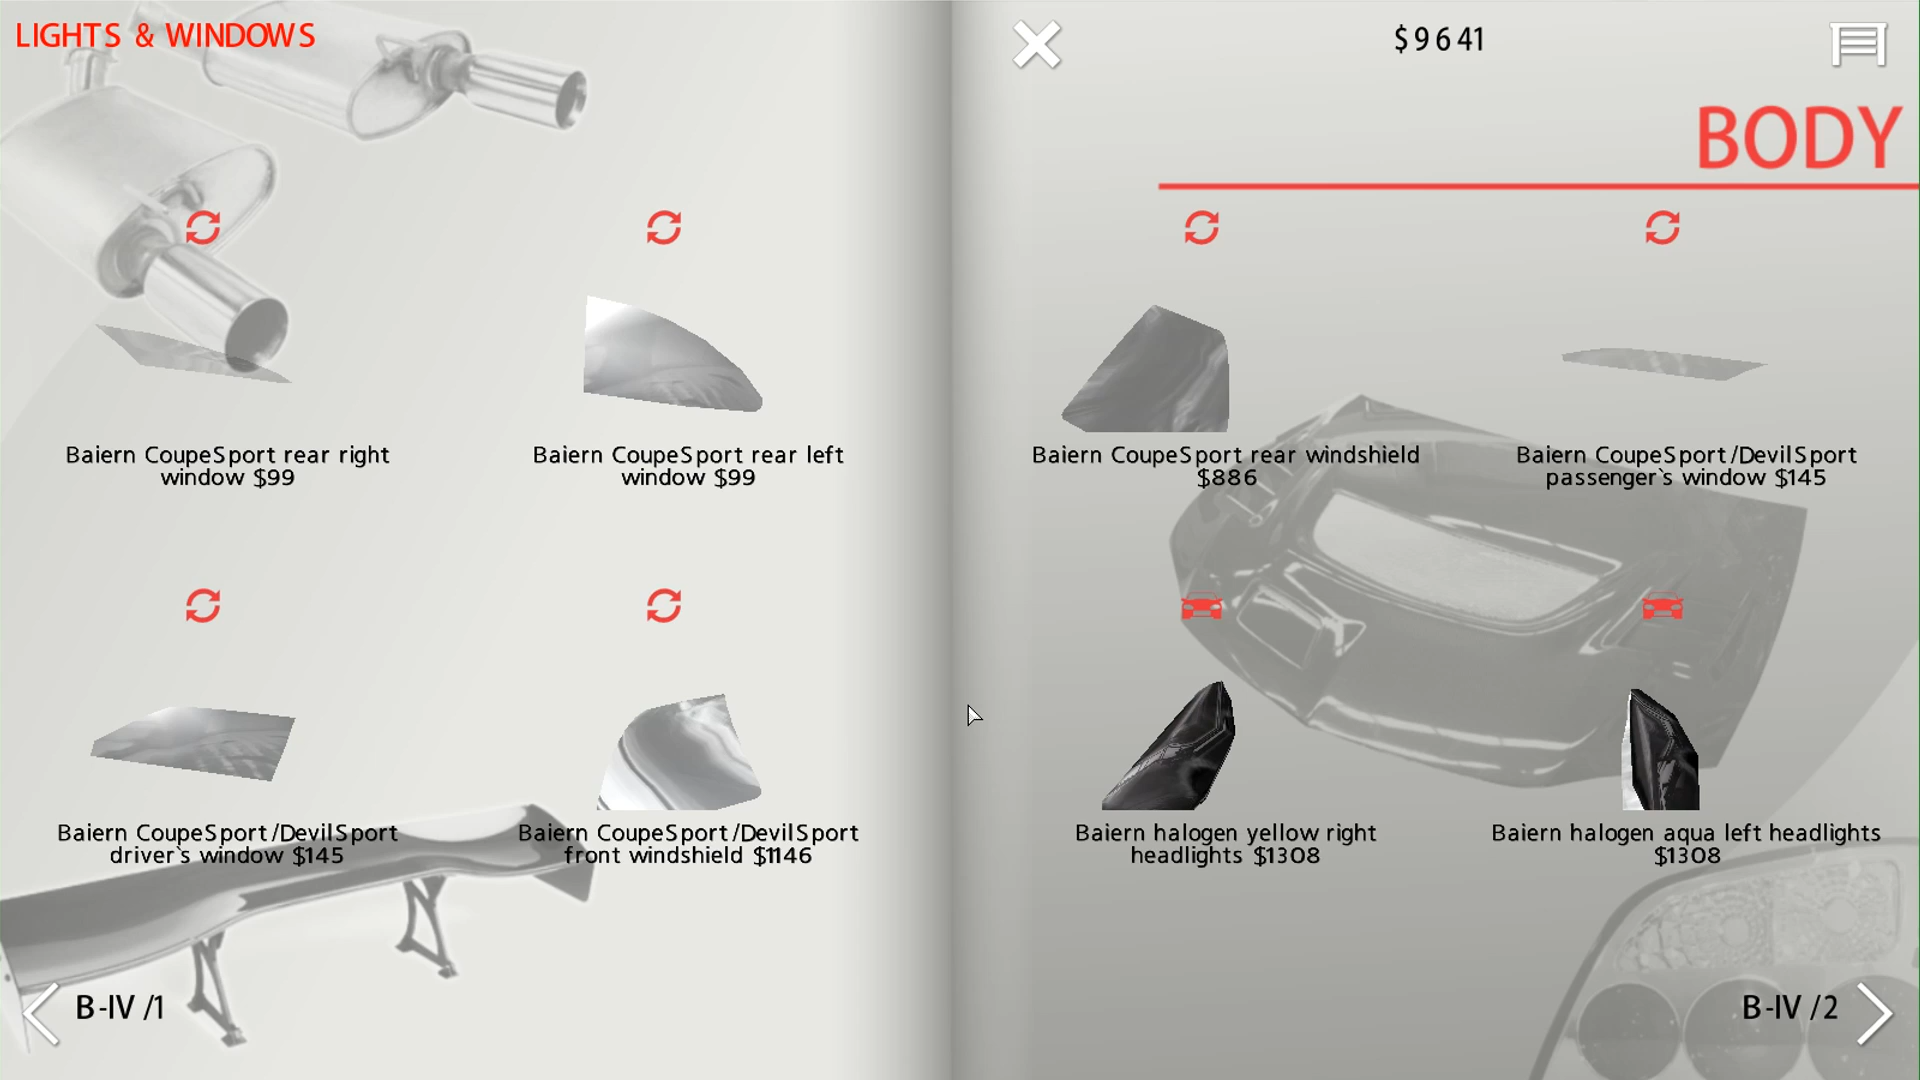 LIGHTS & WINDOWS
$9641
BODY
Baiern CoupeSport rear right
window $99
Baiern CoupeSport rear left
window $99
Baiern CoupeSport rear windshield
$886
Baiern CoupeSport/DevilSport
passenger`s window $145
Baiern CoupeSport/DevilSport
driver`s window $145
Baiern CoupeSport/DevilSport
front windshield $1146
Baiern halogen yellow right
headlights $1308
Baiern halogen aqua left headlights
$1308
B-IV /1
B-IV /2